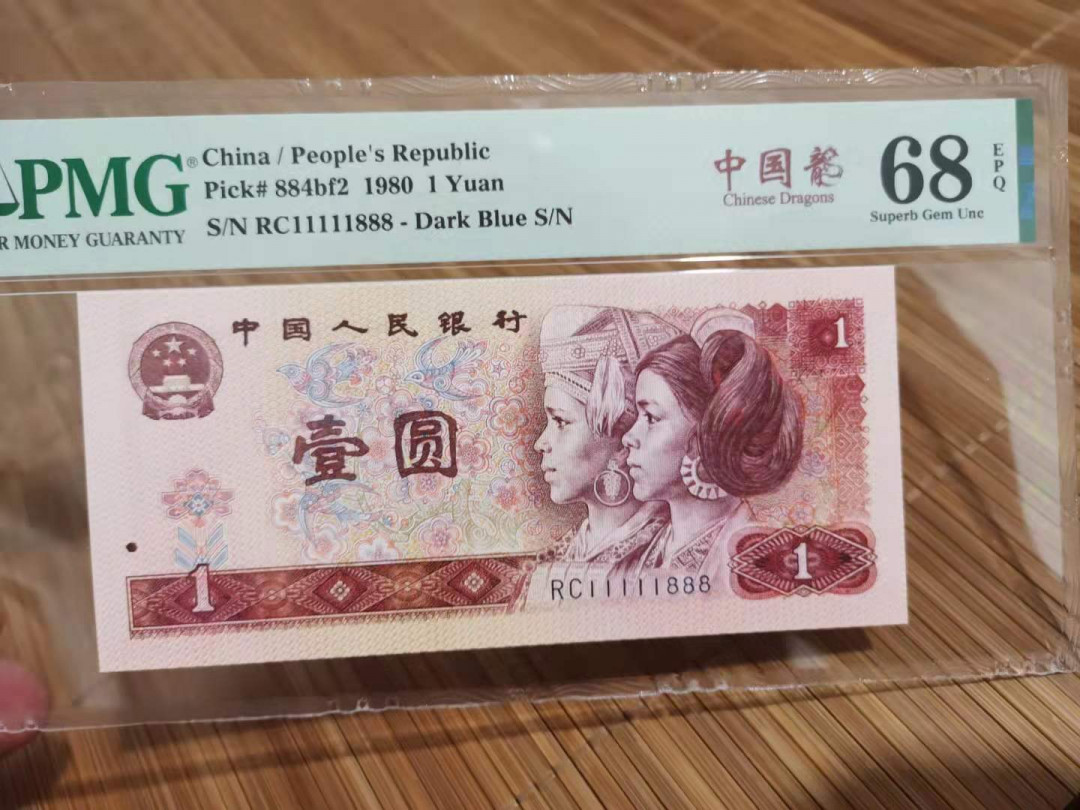 PMG®
R MONEY GUARANTY
China / People's Republic
Pick# 884bf2 1980 1 Yuan
S/N RC11111888 - Dark Blue S/N
中国龙
Chinese Dragons
68
EPQ
Superb Gem Unc
中国人民银行
1
壹圆
1
RC11111888
1